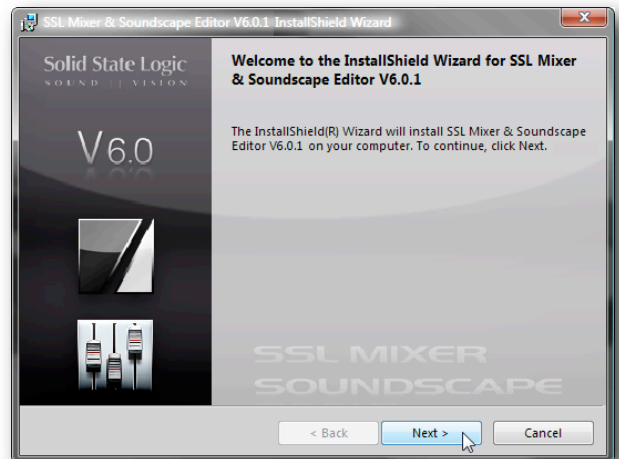 SSL Mixer & Soundscape Editor V6.0.1 InstallShield Wizard
Solid State Logic
SOUND || VISION
V6.0
Welcome to the InstallShield Wizard for SSL Mixer
& Soundscape Editor V6.0.1
The InstallShield(R) Wizard will install SSL Mixer & Soundscape
Editor V6.0.1 on your computer. To continue, click Next.
SSL MIXER
SOUNDSCAPE
< Back
Next >
Cancel